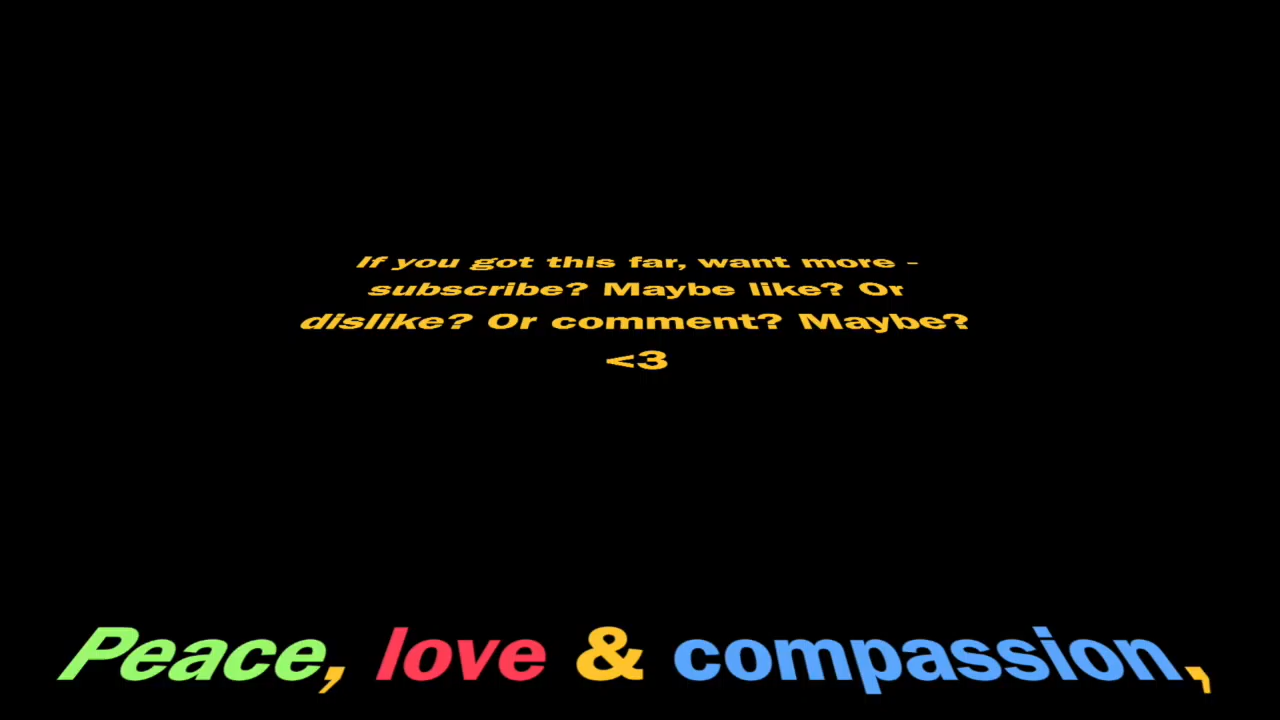 If you got this far, want more -
subscribe? Maybe like? Or
dislike? Or comment? Maybe?
<3
Peace, love & compassion,